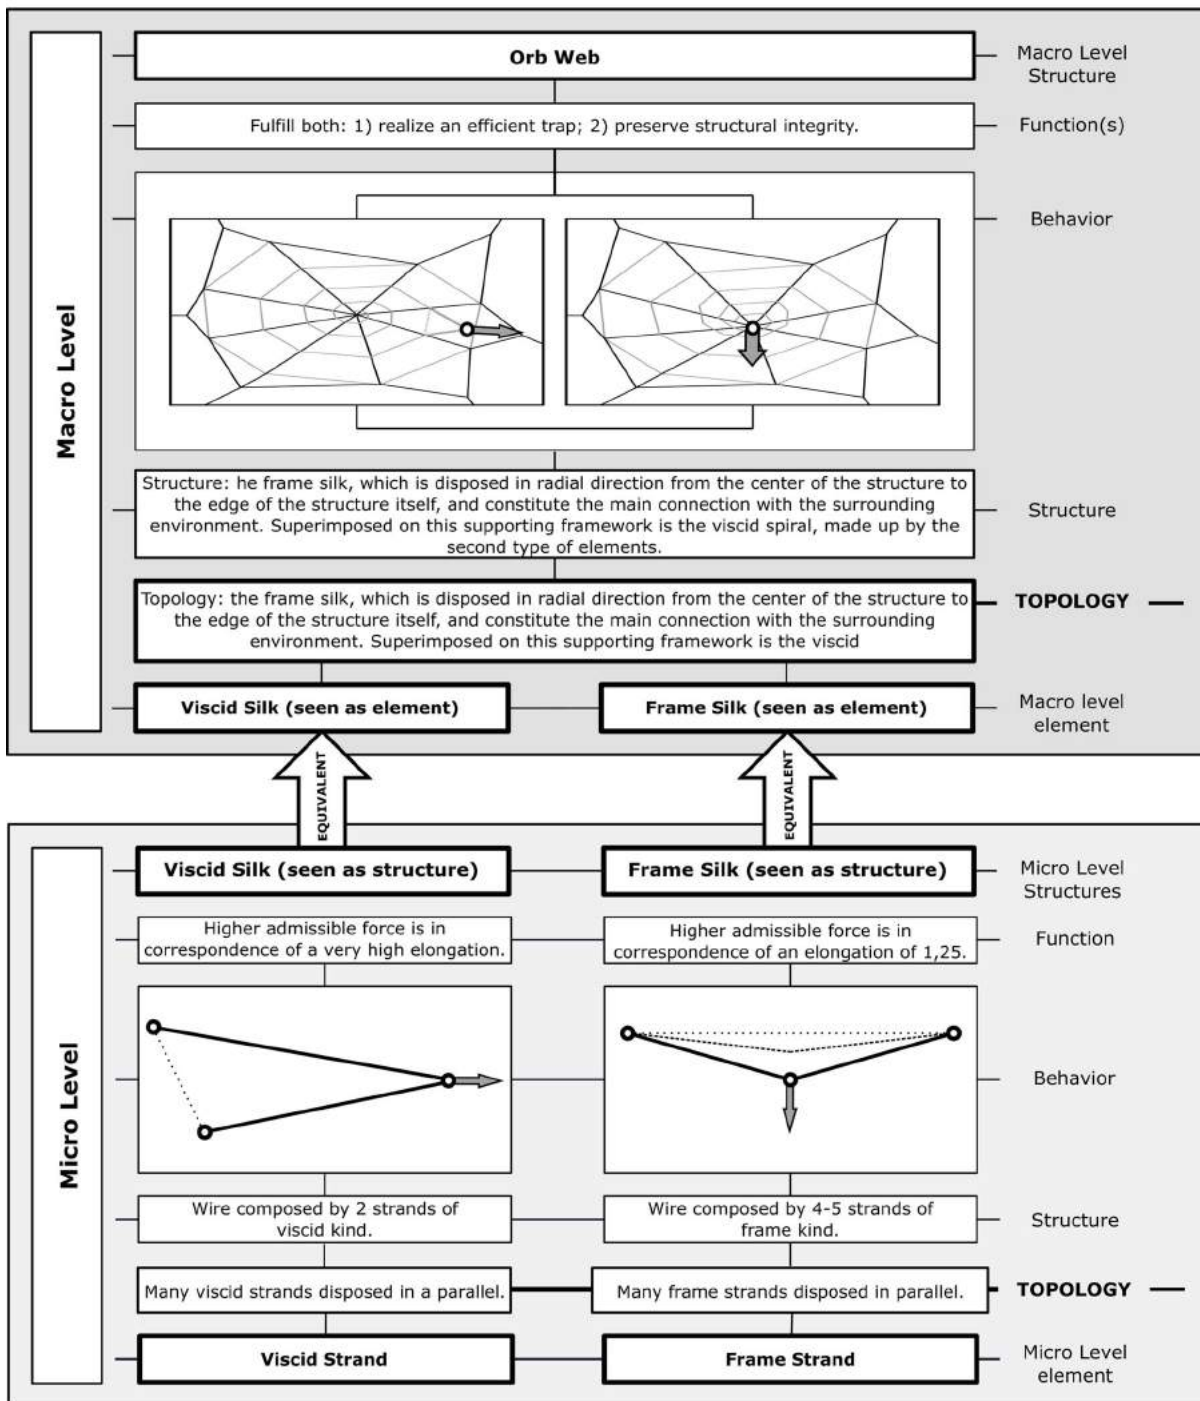 Macro Level
Orb Web
Macro Level
Structure
Fulfill both: 1) realize an efficient trap; 2) preserve structural integrity.
Function(s)
Behavior
Structure: he frame silk, which is disposed in radial direction from the center of the structure to
the edge of the structure itself, and constitute the main connection with the surrounding
environment. Superimposed on this supporting framework is the viscid spiral, made up by the
second type of elements.
Structure
Topology: the frame silk, which is disposed in radial direction from the center of the structure to
the edge of the structure itself, and constitute the main connection with the surrounding
environment. Superimposed on this supporting framework is the viscid
TOPOLOGY
Viscid Silk (seen as element)
Frame Silk (seen as element)
Macro level
element
EQUIVALENT
EQUIVALENT
Micro Level
Viscid Silk (seen as structure)
Frame Silk (seen as structure)
Micro Level
Structures
Higher admissible force is in
correspondence of a very high elongation.
Higher admissible force is in
correspondence of an elongation of 1,25.
Function
Behavior
Wire composed by 2 strands of
viscid kind.
Wire composed by 4-5 strands of
frame kind.
Structure
Many viscid strands disposed in a parallel.
Many frame strands disposed in parallel.
TOPOLOGY
Viscid Strand
Frame Strand
Micro Level
element